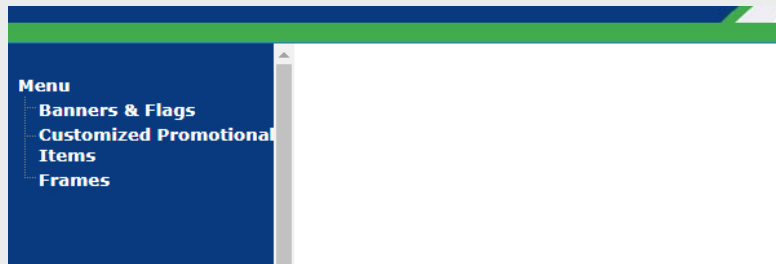 Menu
Banners & Flags
Customized Promotional
Items
Frames